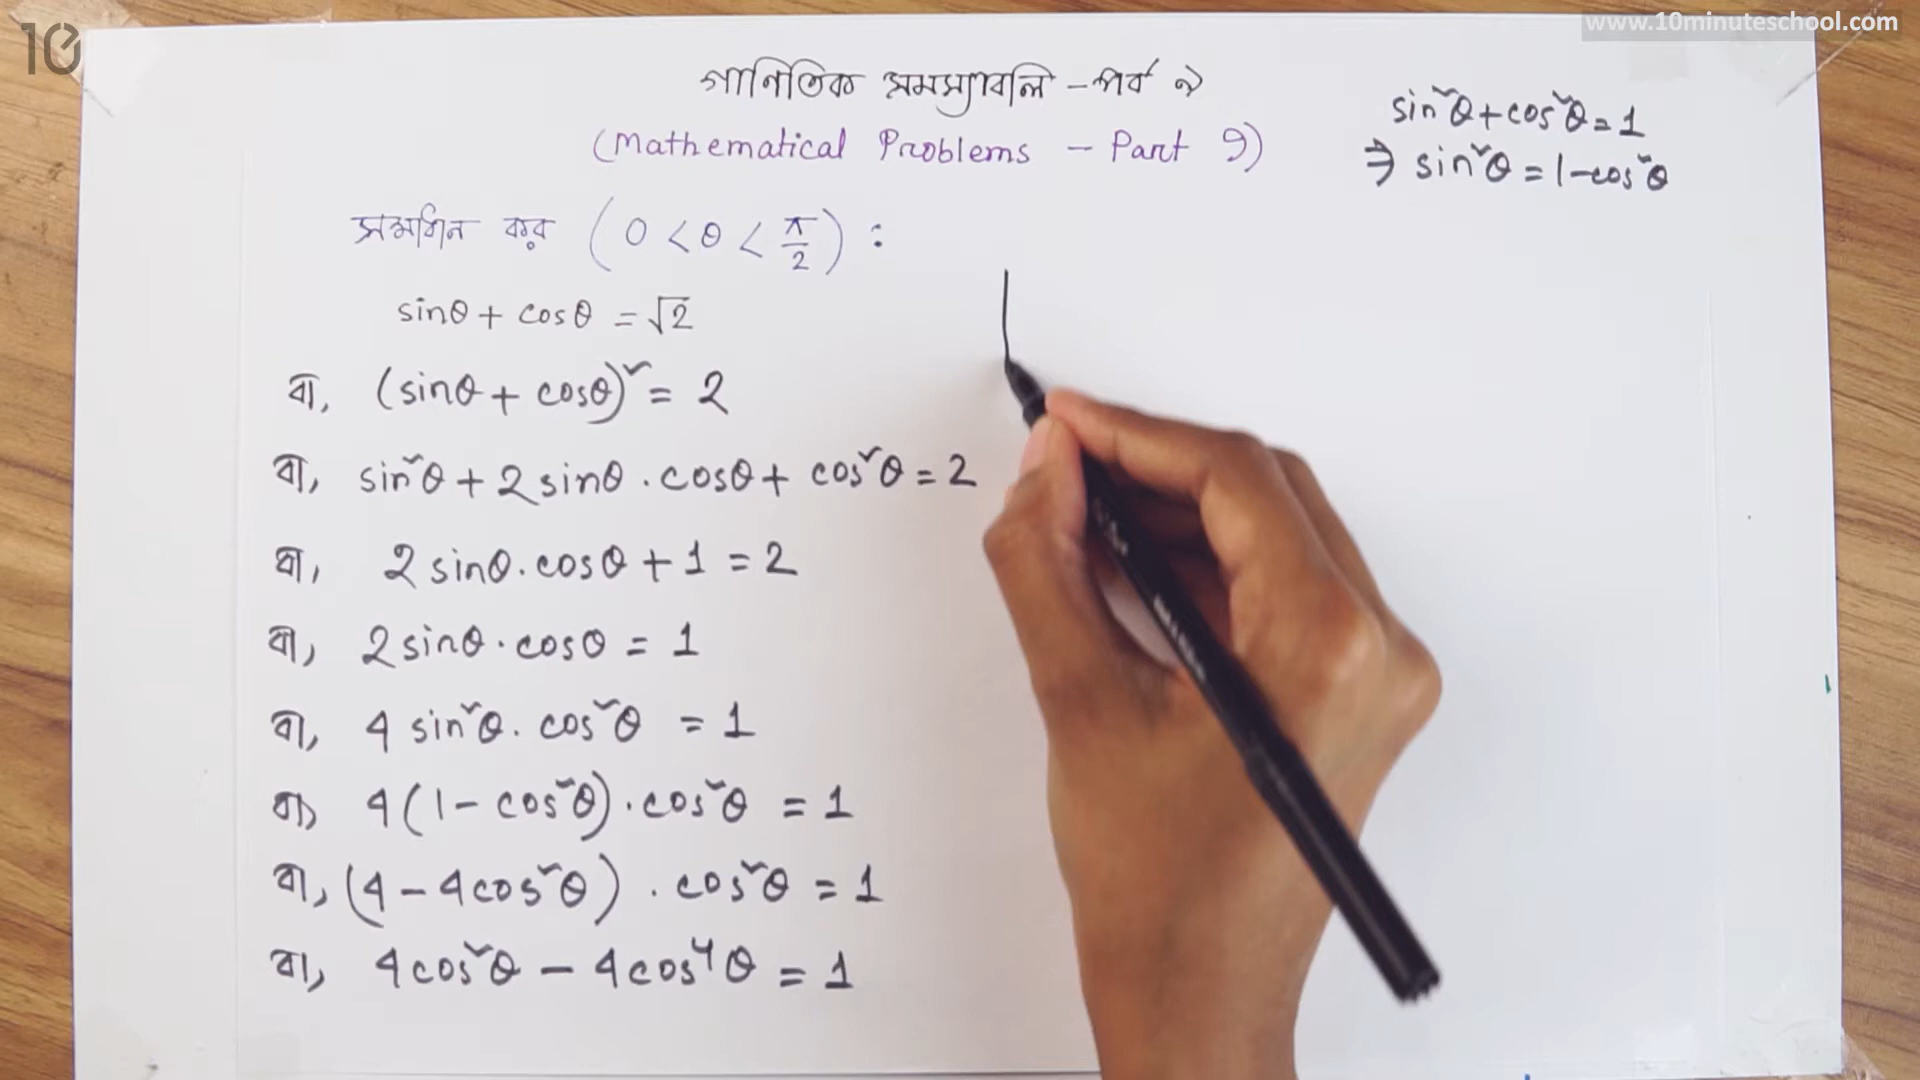 10
www.10minuteschool.com
গাণিতিক সমস্যাবলি - পর্ব ৯
(Mathematical Problems - Part 9)
sin²θ + cos²θ = 1
⇒ sin²θ = 1 - cos²θ
সমাধান কর (0 < θ < π/2) :
sinθ + cosθ = √2
বা, (sinθ + cosθ)² = 2
বা, sin²θ + 2 sinθ . cosθ + cos²θ = 2
বা, 2 sinθ . cosθ + 1 = 2
বা, 2 sinθ . cosθ = 1
বা, 4 sin²θ . cos²θ = 1
বা, 4 (1 - cos²θ) . cos²θ = 1
বা, (4 - 4cos²θ) . cos²θ = 1
বা, 4cos²θ - 4cos⁴θ = 1